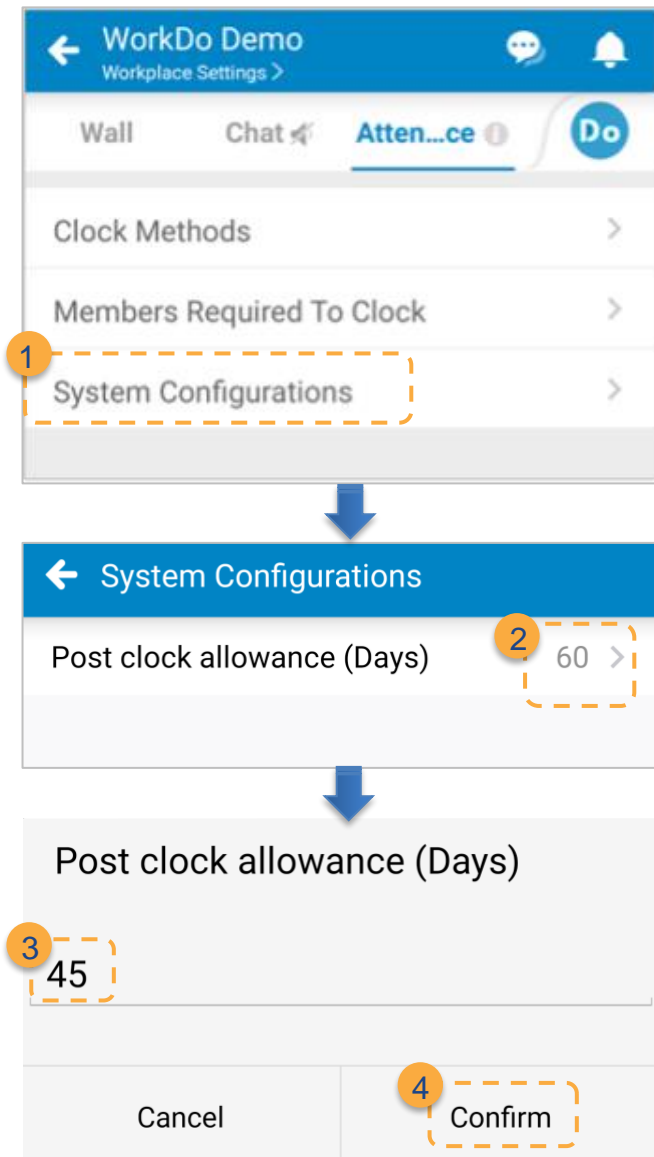 WorkDo Demo
Workplace Settings >
Wall Chat Atten...ce Do
Clock Methods
Members Required To Clock
1
System Configurations
System Configurations
2
Post clock allowance (Days) 60
Post clock allowance (Days)
3
45
4
Cancel Confirm